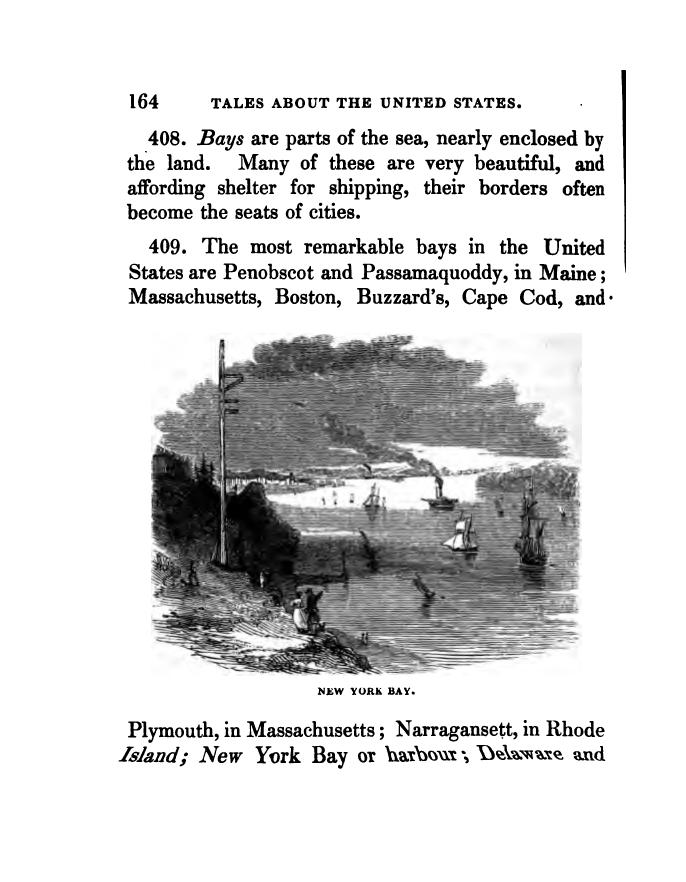 164 TALES ABOUT THE UNITED STATES.
408. Bays are parts of the sea, nearly enclosed by
the land. Many of these are very beautiful, and
affording shelter for shipping, their borders often
become the seats of cities.
409. The most remarkable bays in the United
States are Penobscot and Passamaquoddy, in Maine;
Massachusetts, Boston, Buzzard's, Cape Cod, and
NEW YORK BAY.
Plymouth, in Massachusetts; Narragansett, in Rhode
Island; New York Bay or harbour; Delaware and